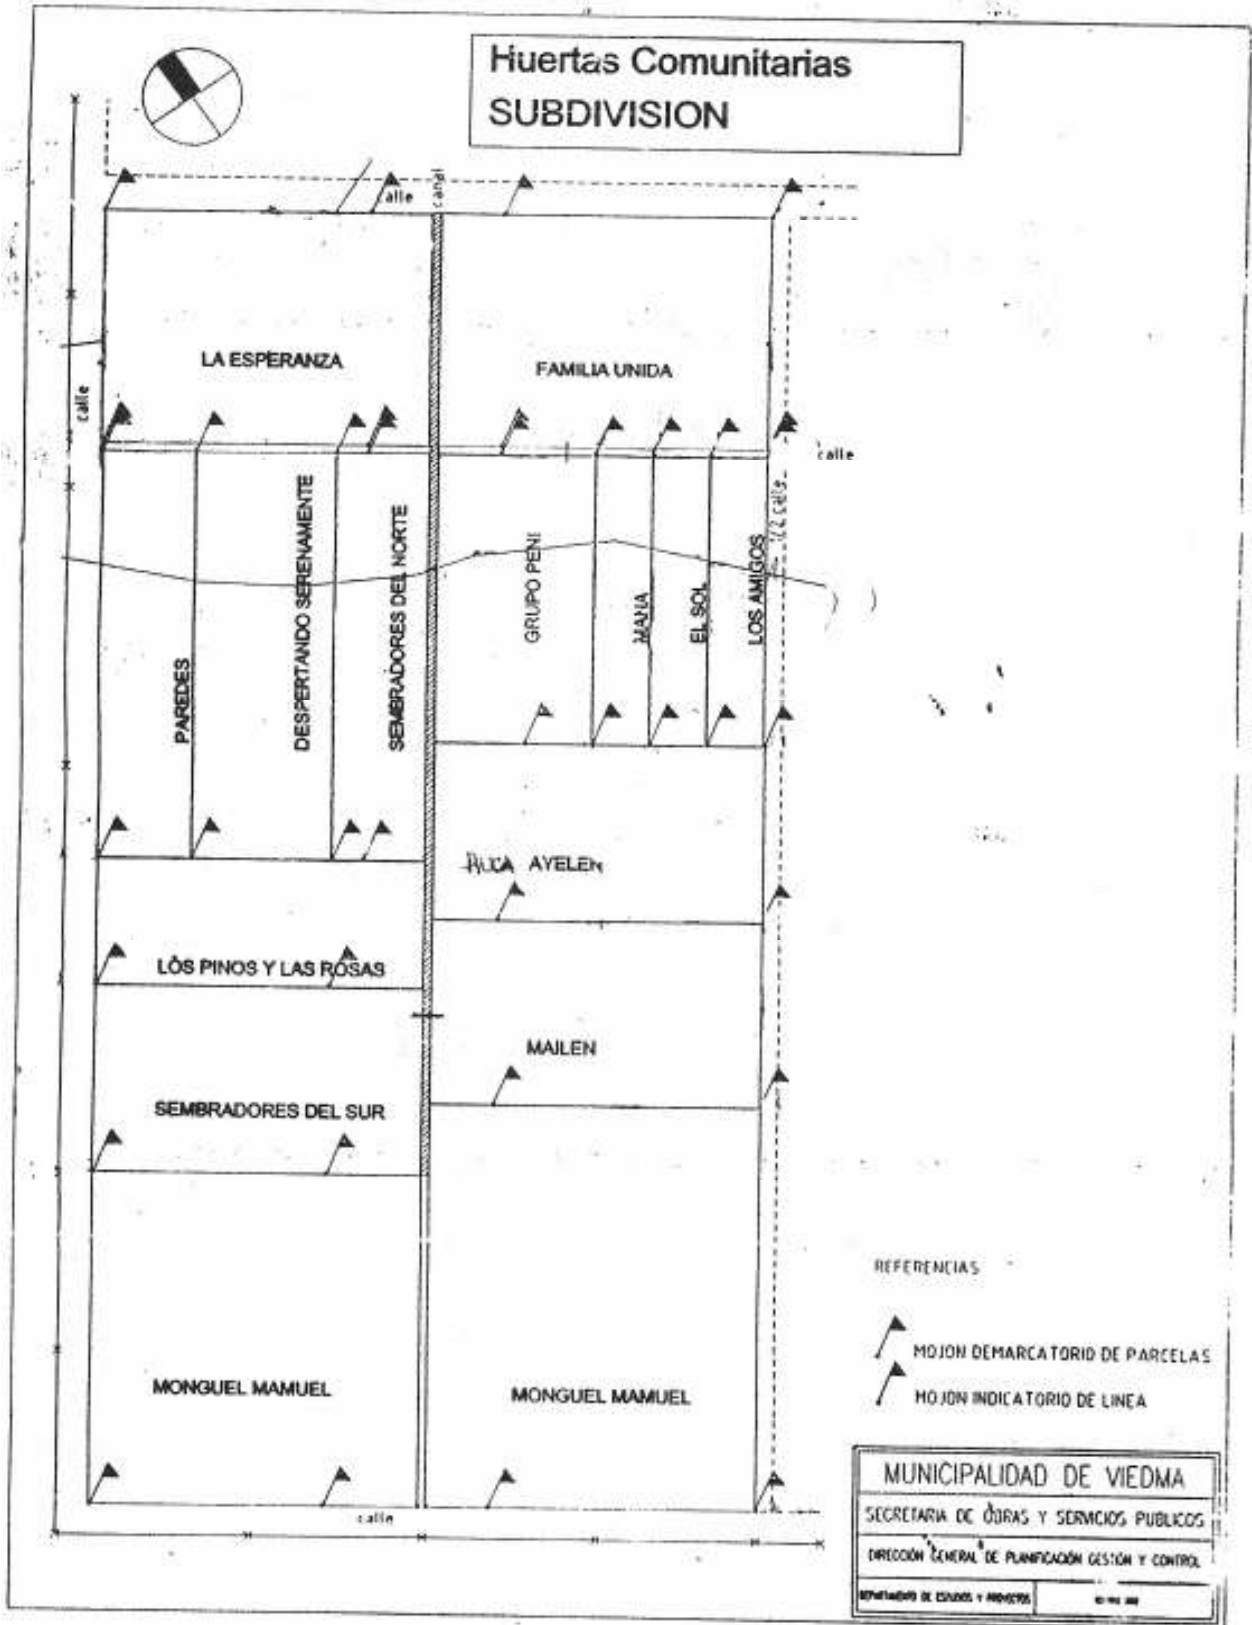 Huertas Comunitarias
SUBDIVISION
calle
canal
LA ESPERANZA
FAMILIA UNIDA
calle
calle
PAREDES
DESPERTANDO SERENAMENTE
SEMBRADORES DEL NORTE
GRUPO PENI
MANA
EL SOL
LOS AMIGOS
1/2 calle
RUCA AYELEN
LOS PINOS Y LAS ROSAS
MAILEN
SEMBRADORES DEL SUR
MONGUEL MAMUEL
MONGUEL MAMUEL
calle
REFERENCIAS
MOJON DEMARCATORIO DE PARCELAS
MOJON INDICATORIO DE LINEA
MUNICIPALIDAD DE VIEDMA
SECRETARIA DE OBRAS Y SERVICIOS PUBLICOS
DIRECCIÓN GENERAL DE PLANIFICACIÓN GESTIÓN Y CONTROL
DEPARTAMENTO DE ESTUDIOS Y PROYECTOS